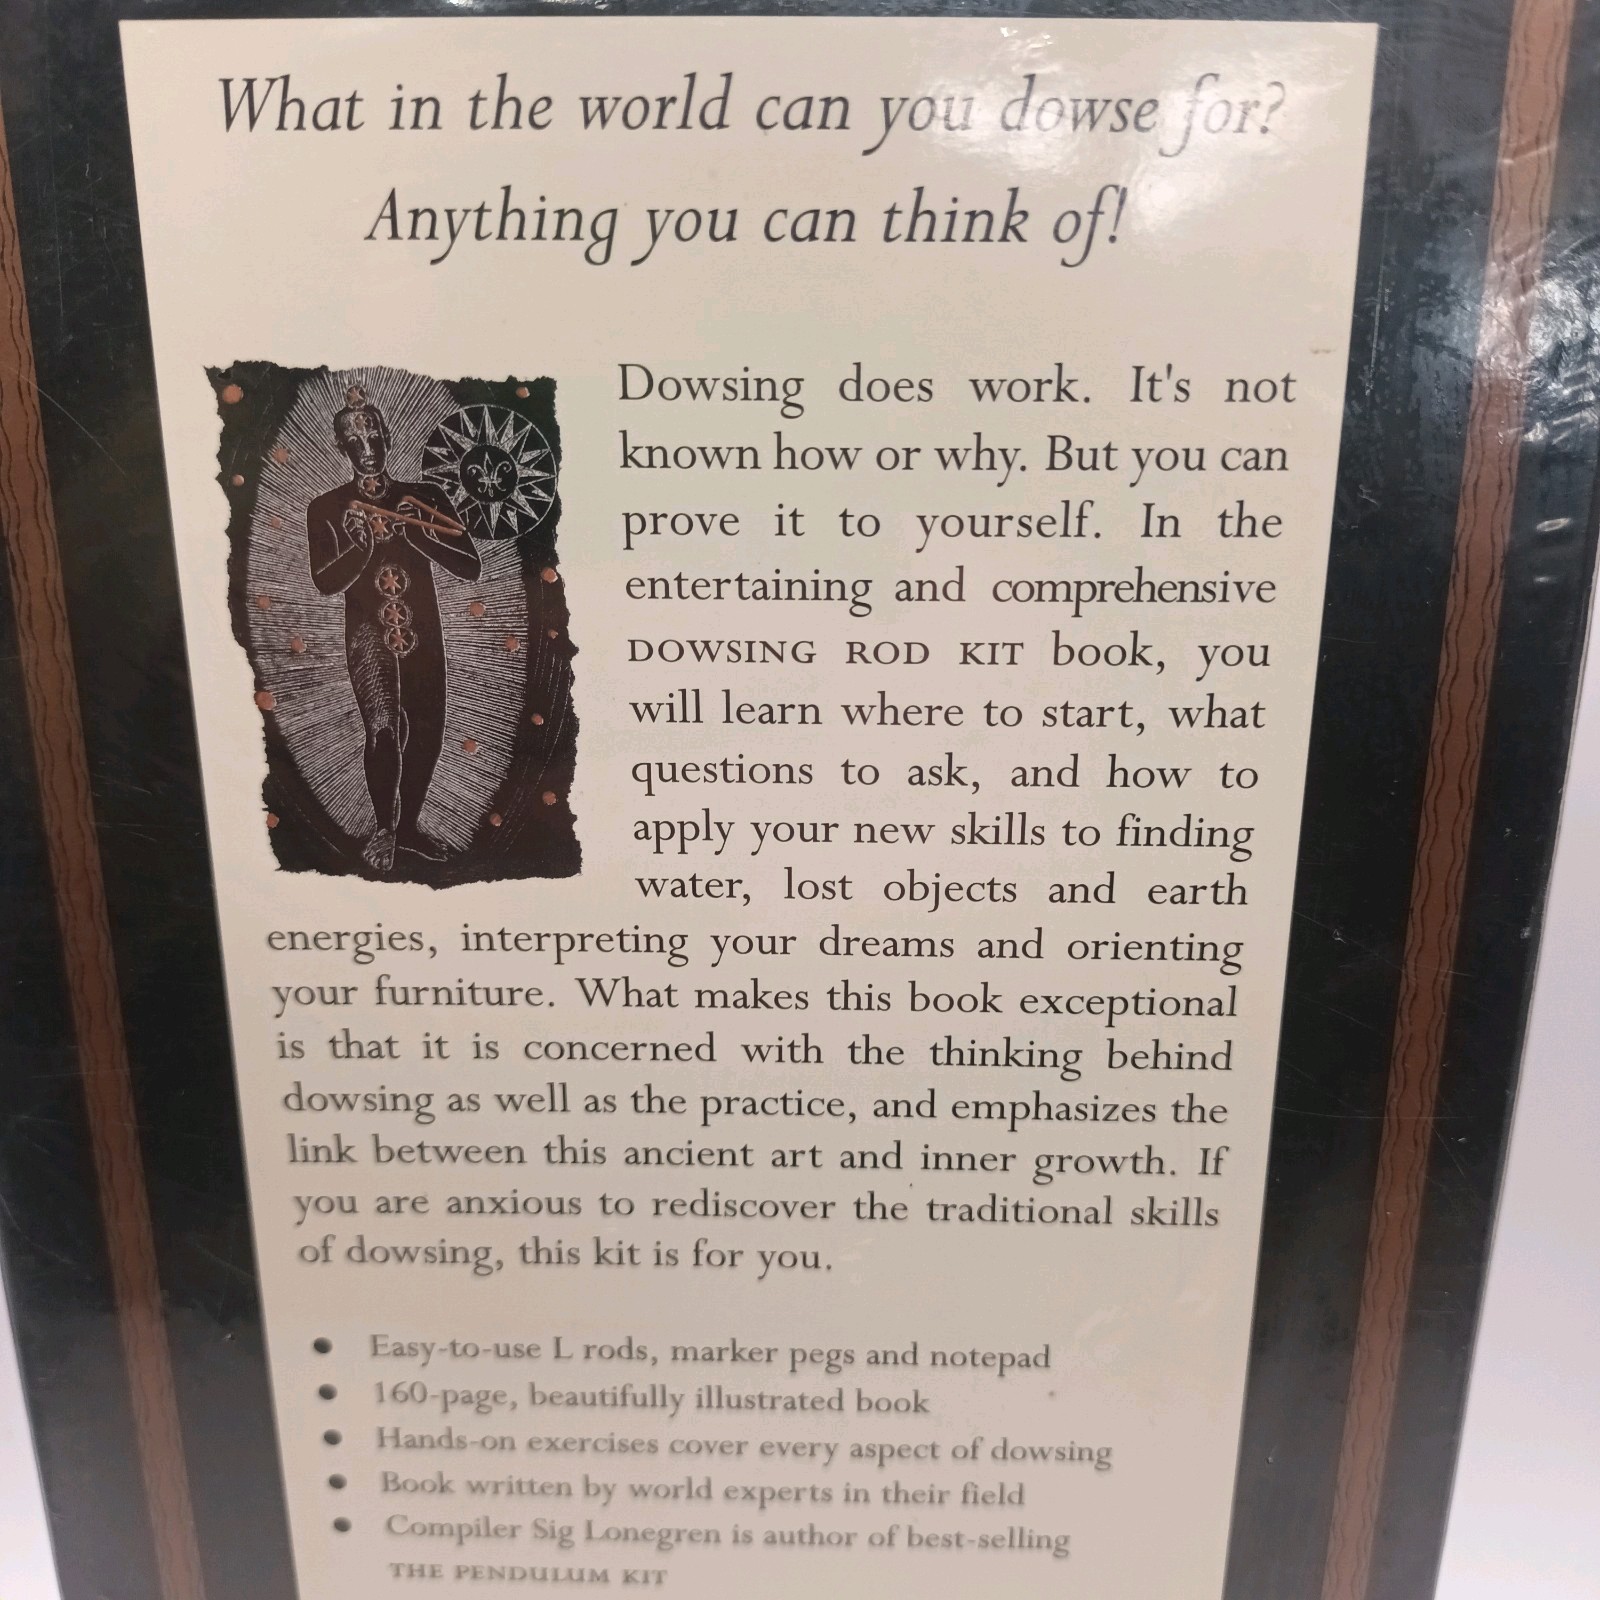 What in the world can you dowse for?
Anything you can think of!
Dowsing does work. It's not
known how or why. But you can
prove it to yourself. In the
entertaining and comprehensive
DOWSING ROD KIT book, you
will learn where to start, what
questions to ask, and how to
apply your new skills to finding
water, lost objects and earth
energies, interpreting your dreams and orienting
your furniture. What makes this book exceptional
is that it is concerned with the thinking behind
dowsing as well as the practice, and emphasizes the
link between this ancient art and inner growth. If
you are anxious to rediscover the traditional skills
of dowsing, this kit is for you.
• Easy-to-use L rods, marker pegs and notepad
• 160-page, beautifully illustrated book
• Hands-on exercises cover every aspect of dowsing
• Book written by world experts in their field
• Compiler Sig Lonegren is author of best-selling
THE PENDULUM KIT